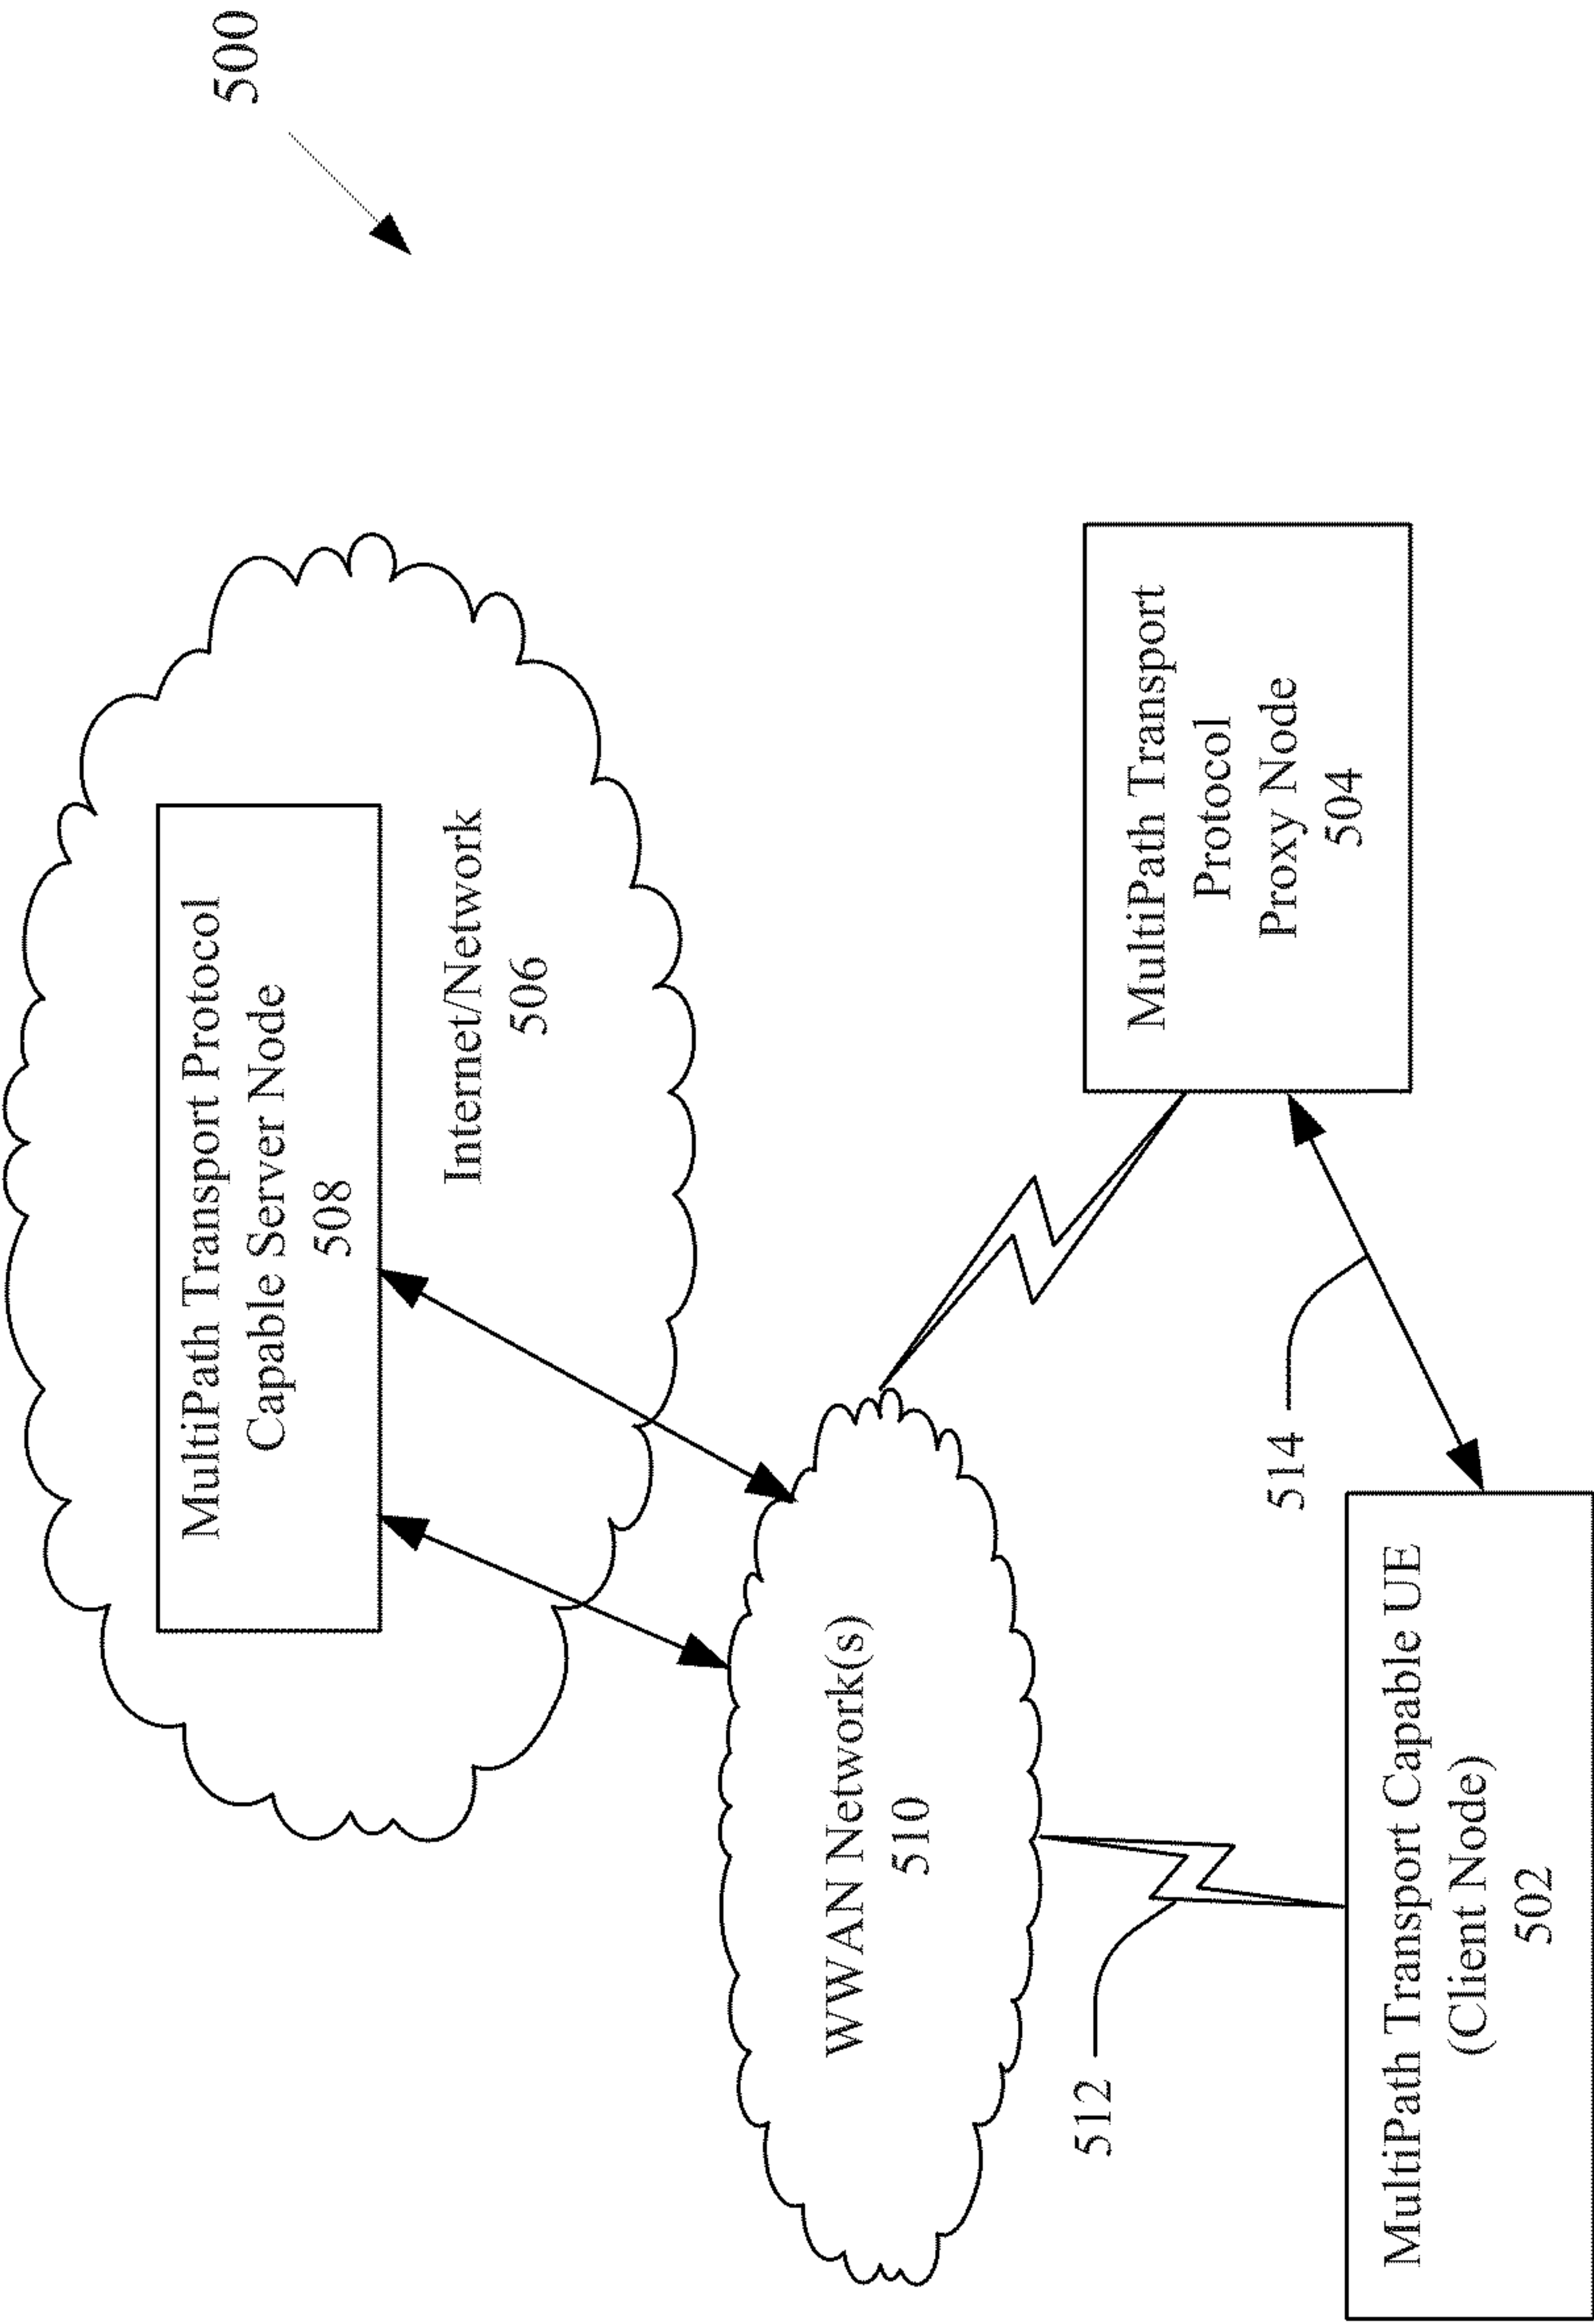 500
MultiPath Transport Protocol
Capable Server Node
508
Internet/Network
506
WWAN Network(s)
510
512
514
MultiPath Transport
Protocol
Proxy Node
504
MultiPath Transport Capable UE
(Client Node)
502